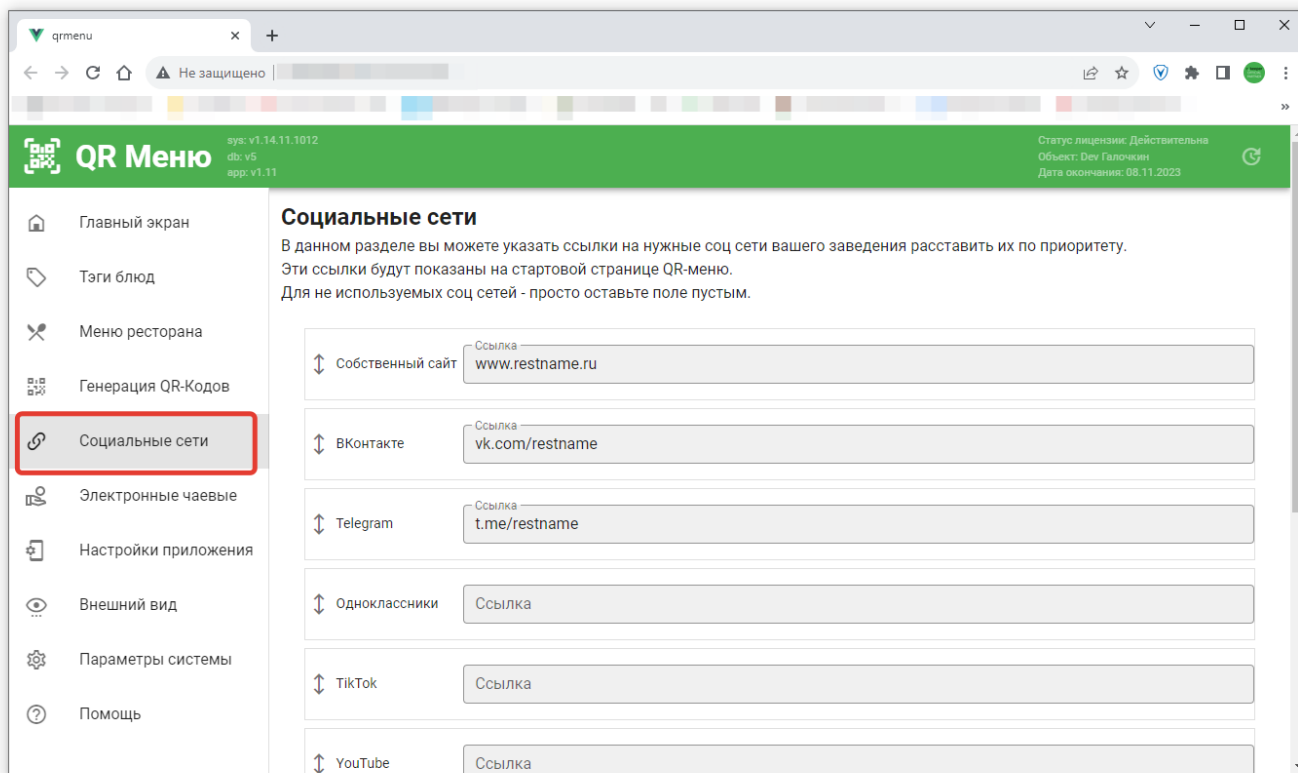 qrmenu
Не защищено
QR Меню
sys: v1.14.11.1012
db: v5
app: v1.11
Статус лицензии: Действительна
Объект: Dev Галочкин
Дата окончания: 08.11.2023
Главный экран
Тэги блюд
Меню ресторана
Генерация QR-Кодов
Социальные сети
Электронные чаевые
Настройки приложения
Внешний вид
Параметры системы
Помощь
Социальные сети
В данном разделе вы можете указать ссылки на нужные соц сети вашего заведения расставить их по приоритету.
Эти ссылки будут показаны на стартовой странице QR-меню.
Для не используемых соц сетей - просто оставьте поле пустым.
Собственный сайт
Ссылка
www.restname.ru
ВКонтакте
Ссылка
vk.com/restname
Telegram
Ссылка
t.me/restname
Одноклассники
Ссылка
TikTok
Ссылка
YouTube
Ссылка